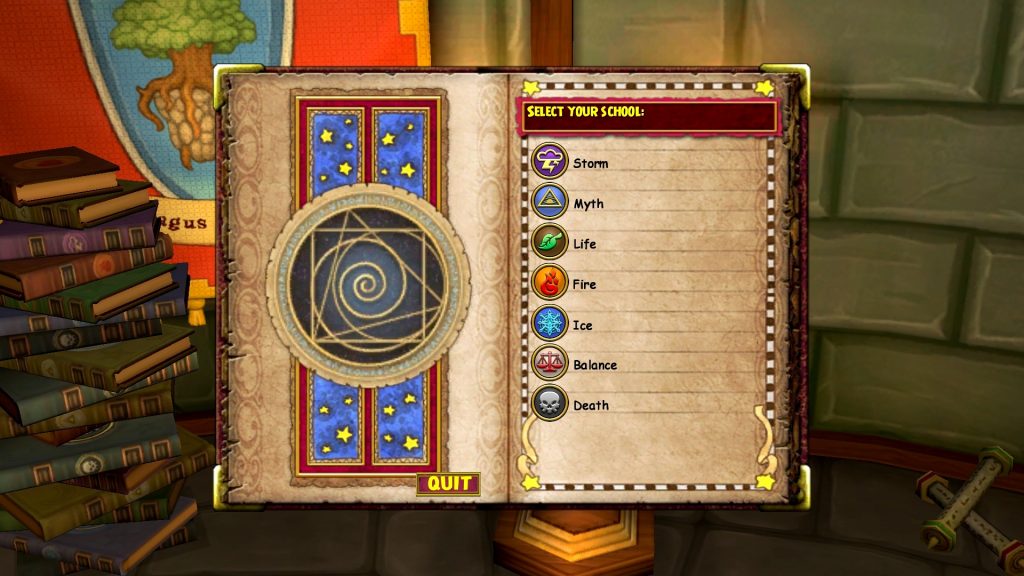 SELECT YOUR SCHOOL:
Storm
Myth
Life
Fire
Ice
Balance
Death
QUIT